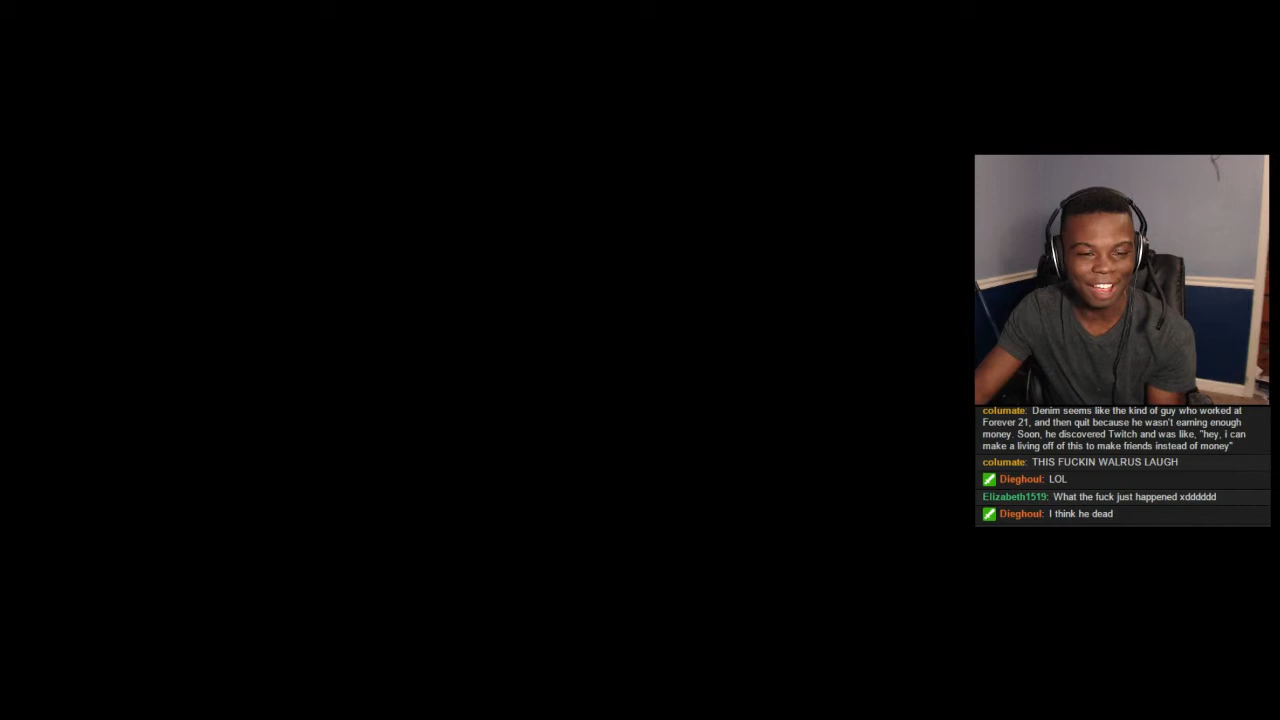 columate: Denim seems like the kind of guy who worked at
Forever 21, and then quit because he wasn't earning enough
money. Soon, he discovered Twitch and was like, "hey, i can
make a living off of this to make friends instead of money"
columate: THIS FUCKIN WALRUS LAUGH
Dieghoul: LOL
Elizabeth1519: What the fuck just happened xdddddd
Dieghoul: I think he dead